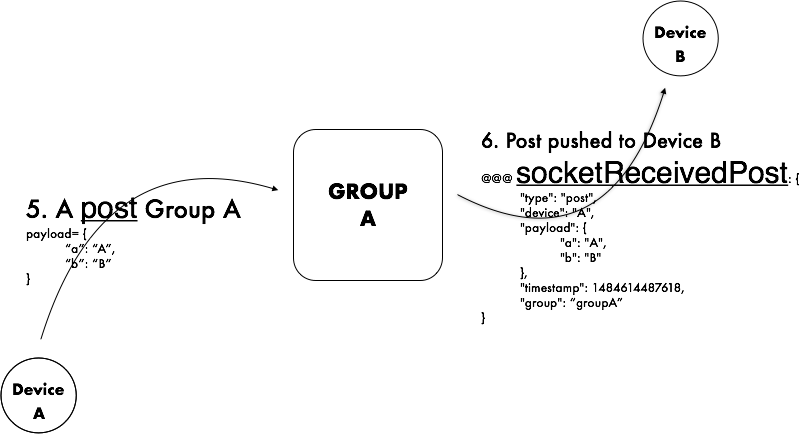 Device
B
6. Post pushed to Device B
@@@ socketReceivedPost: {
"type": "post",
"device": "A",
"payload": {
"a": "A",
"b": "B"
},
"timestamp": 1484614487618,
"group": “groupA”
}
GROUP
A
5. A post Group A
payload= {
“a”: “A”,
“b”: “B”
}
Device
A